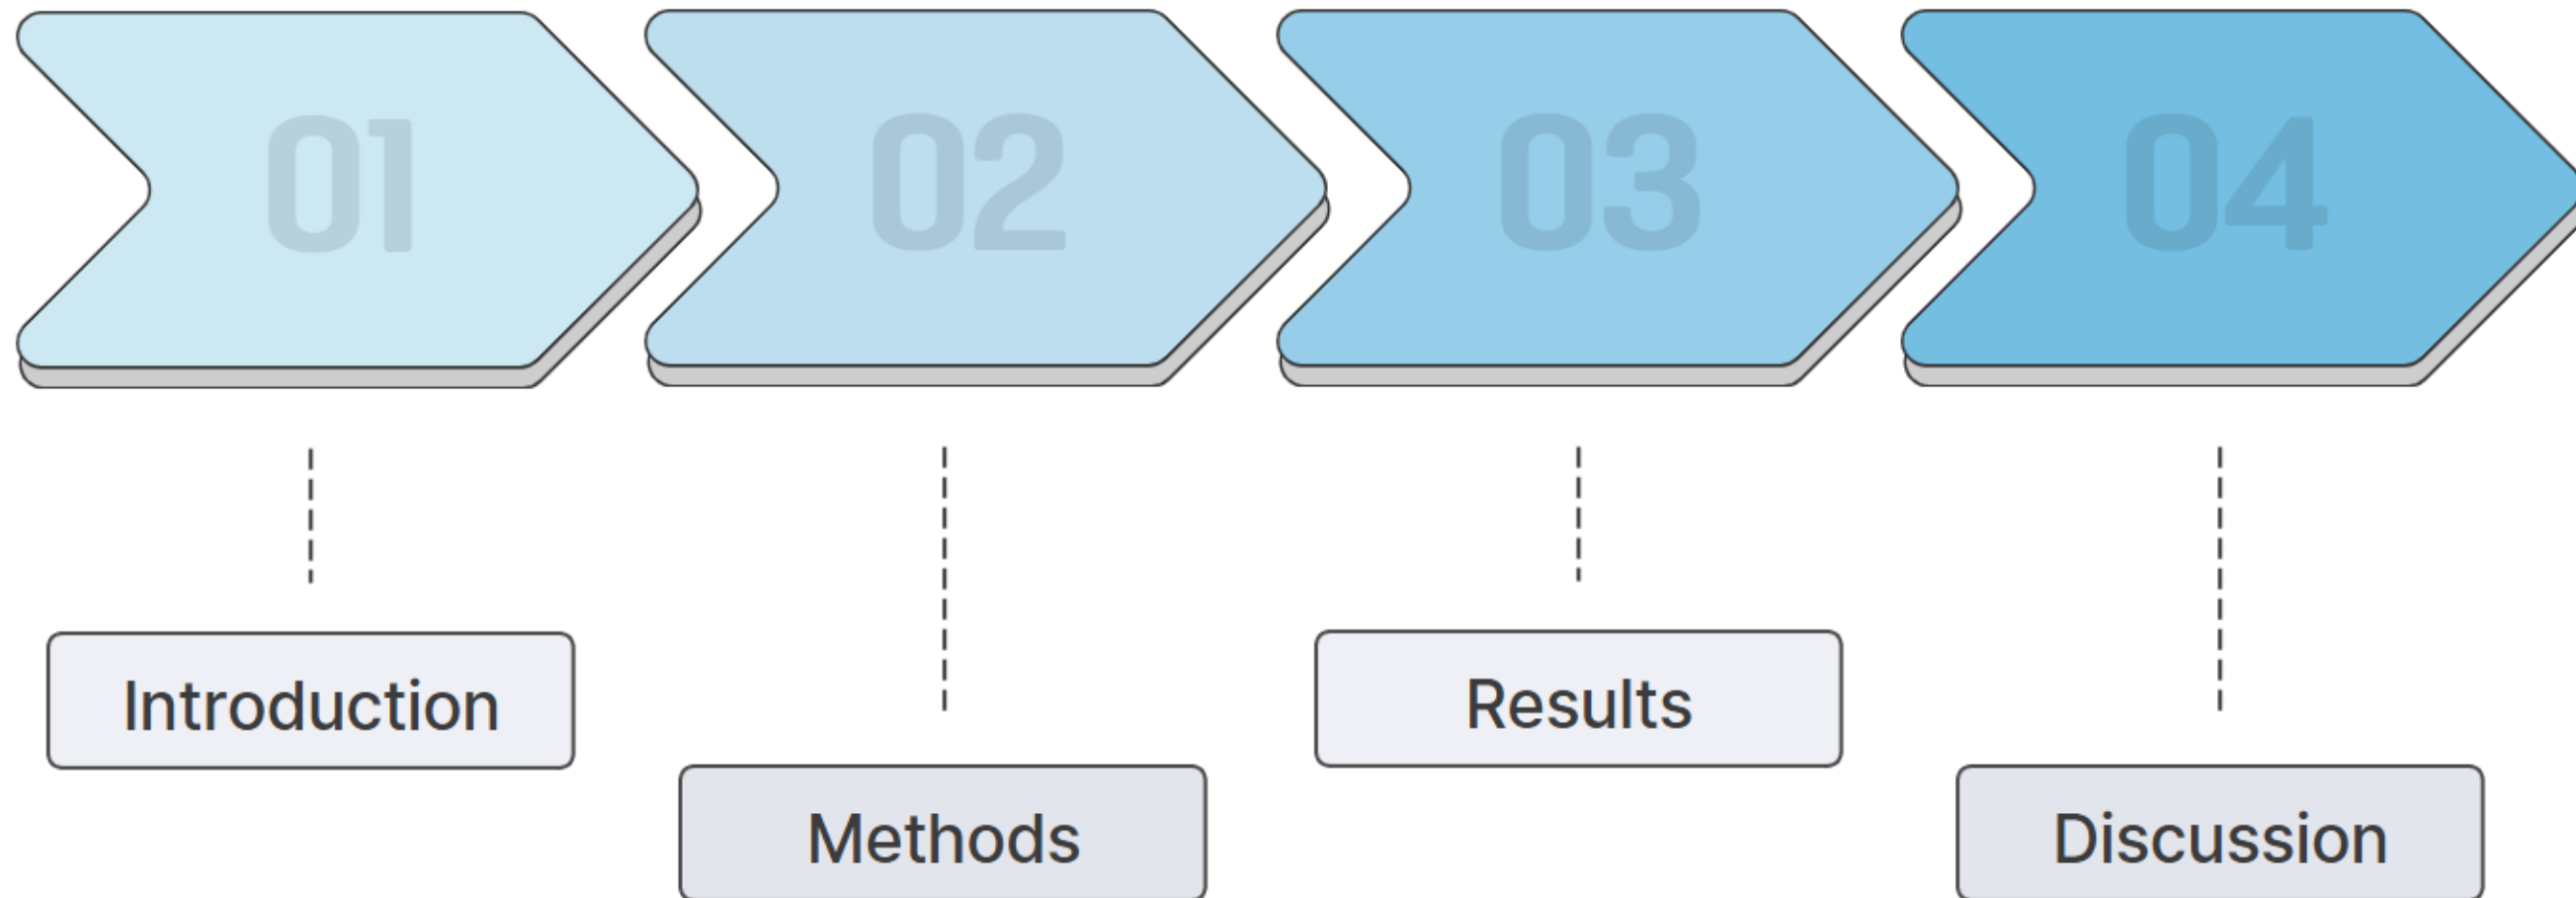 01
02
03
04
Introduction
Methods
Results
Discussion